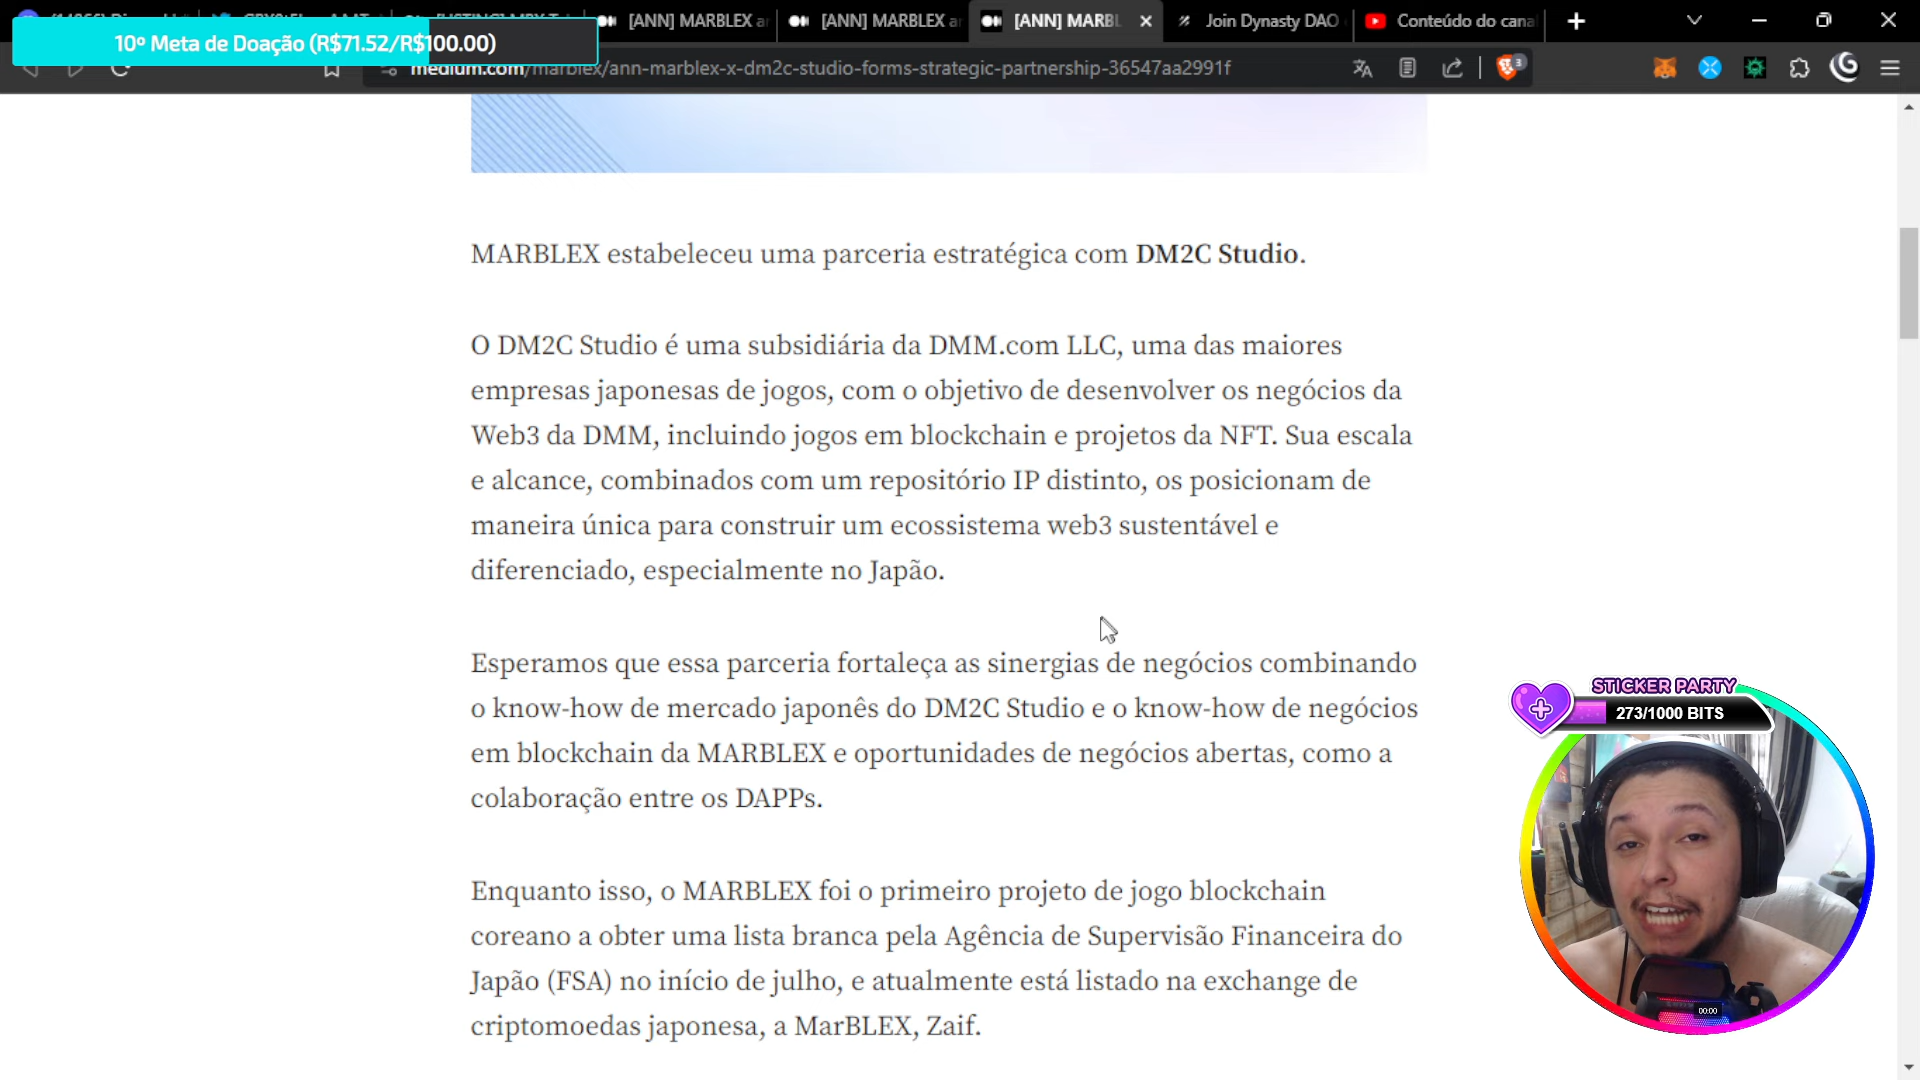 [ANN] MARBLEX a
[ANN] MARBLEX a
[ANN] MARBL
Join Dynasty DAO
Conteúdo do cana
10º Meta de Doação (R$71.52/R$100.00)
medium.com/marblex/ann-marblex-x-dm2c-studio-forms-strategic-partnership-36547aa2991f
3
MARBLEX estabeleceu uma parceria estratégica com DM2C Studio.
O DM2C Studio é uma subsidiária da DMM.com LLC, uma das maiores
empresas japonesas de jogos, com o objetivo de desenvolver os negócios da
Web3 da DMM, incluindo jogos em blockchain e projetos da NFT. Sua escala
e alcance, combinados com um repositório IP distinto, os posicionam de
maneira única para construir um ecossistema web3 sustentável e
diferenciado, especialmente no Japão.
Esperamos que essa parceria fortaleça as sinergias de negócios combinando
o know-how de mercado japonês do DM2C Studio e o know-how de negócios
em blockchain da MARBLEX e oportunidades de negócios abertas, como a
colaboração entre os DAPPs.
Enquanto isso, o MARBLEX foi o primeiro projeto de jogo blockchain
coreano a obter uma lista branca pela Agência de Supervisão Financeira do
Japão (FSA) no início de julho, e atualmente está listado na exchange de
criptomoedas japonesa, a MarBLEX, Zaif.
STICKER PARTY
273/1000 BITS
00:00